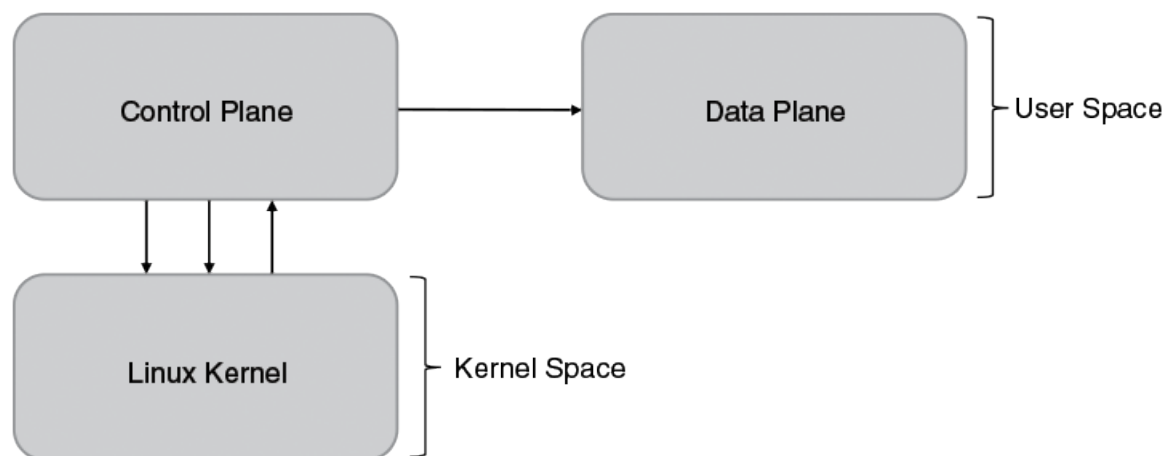 Control Plane
Data Plane
User Space
Linux Kernel
Kernel Space